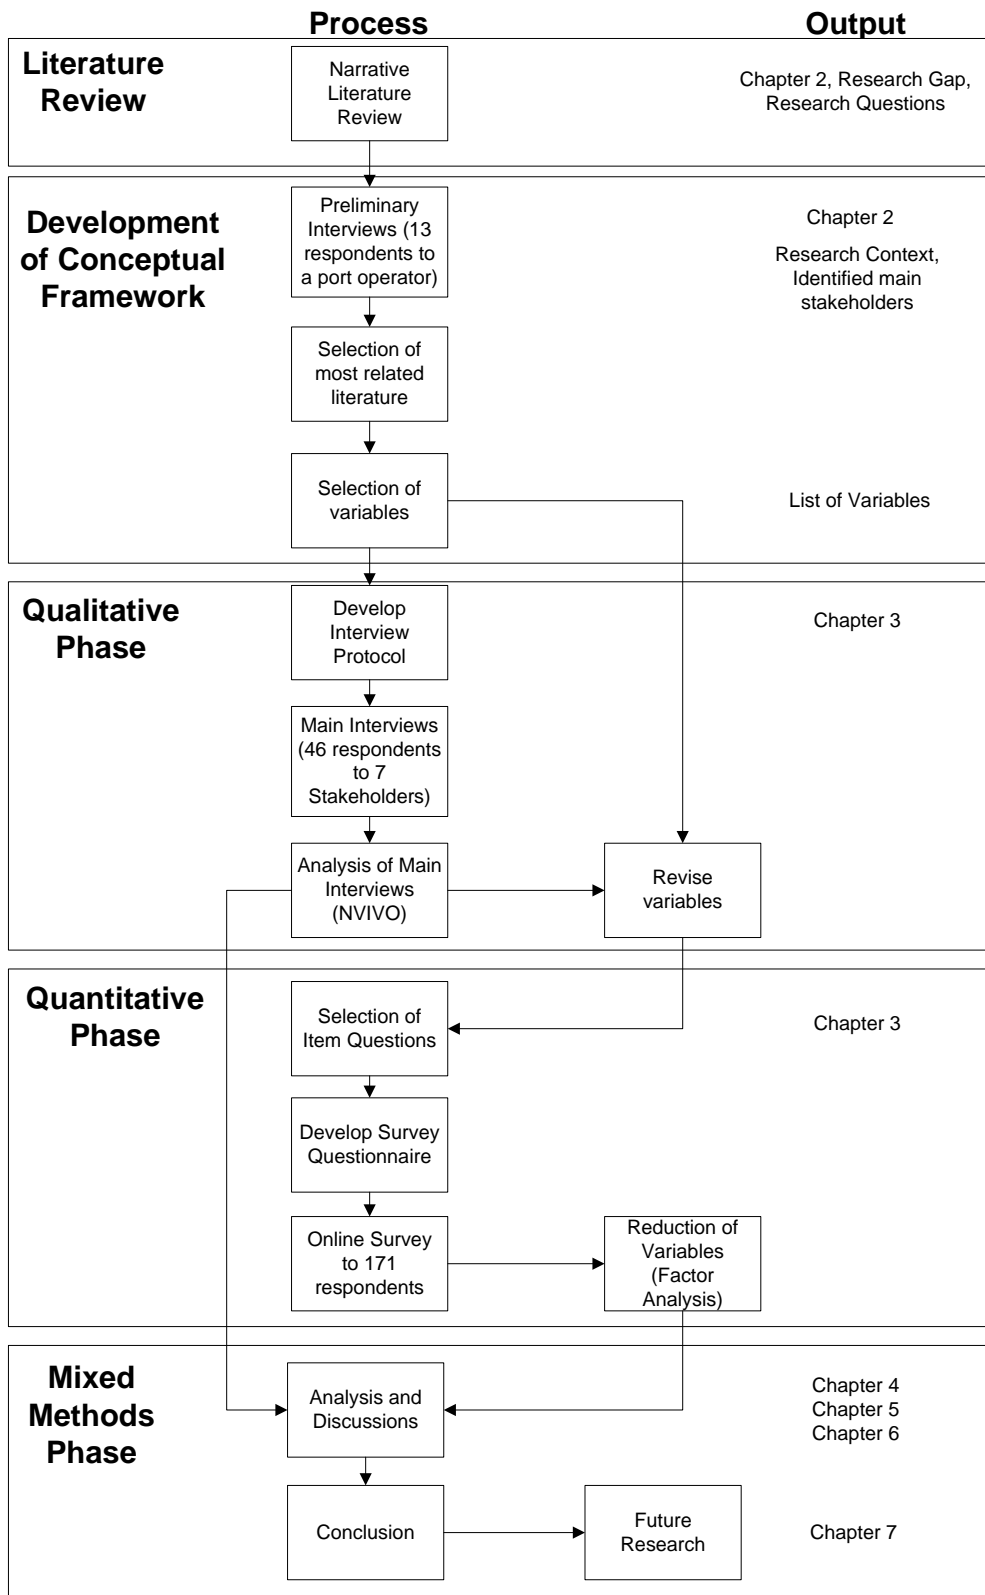 Process
Output
Literature
Review
Narrative
Literature
Review
Chapter 2, Research Gap,
Research Questions
Development
of Conceptual
Framework
Preliminary
Interviews (13
respondents to
a port operator)
Chapter 2
Research Context,
Identified main
stakeholders
Selection of
most related
literature
Selection of
variables
List of Variables
Qualitative
Phase
Develop
Interview
Protocol
Chapter 3
Main Interviews
(46 respondents
to 7
Stakeholders)
Analysis of Main
Interviews
(NVIVO)
Revise
variables
Quantitative
Phase
Selection of
Item Questions
Chapter 3
Develop Survey
Questionnaire
Online Survey
to 171
respondents
Reduction of
Variables
(Factor
Analysis)
Mixed
Methods
Phase
Analysis and
Discussions
Chapter 4
Chapter 5
Chapter 6
Conclusion
Future
Research
Chapter 7